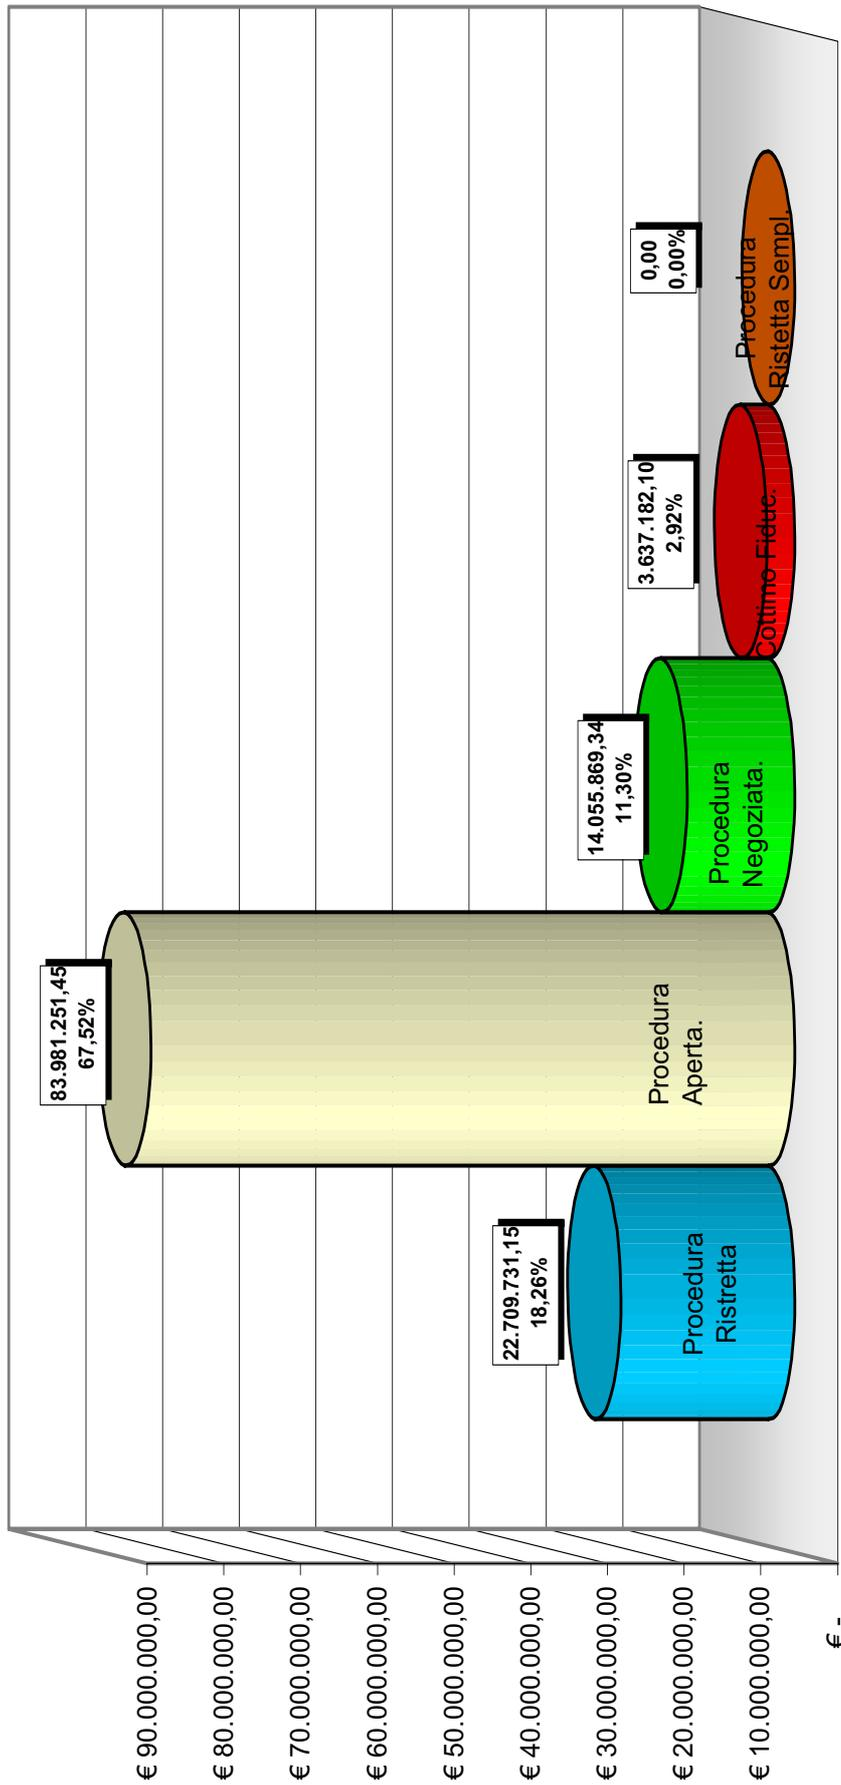 € 90.000.000,00
€ 80.000.000,00
€ 70.000.000,00
€ 60.000.000,00
€ 50.000.000,00
€ 40.000.000,00
€ 30.000.000,00
€ 20.000.000,00
€ 10.000.000,00
€ -
22.709.731,15
18,26%
Procedura
Ristretta
83.981.251,45
67,52%
Procedura
Aperta.
14.055.869,34
11,30%
Procedura
Negoziata.
3.637.182,10
2,92%
Cottimo Fiduc.
0,00
0,00%
Procedura
Ristetta Sempl.